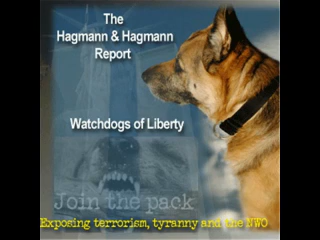 The
Hagmann & Hagmann
Report
Watchdogs of Liberty
Join the pack
Exposing terrorism, tyranny and the NWO